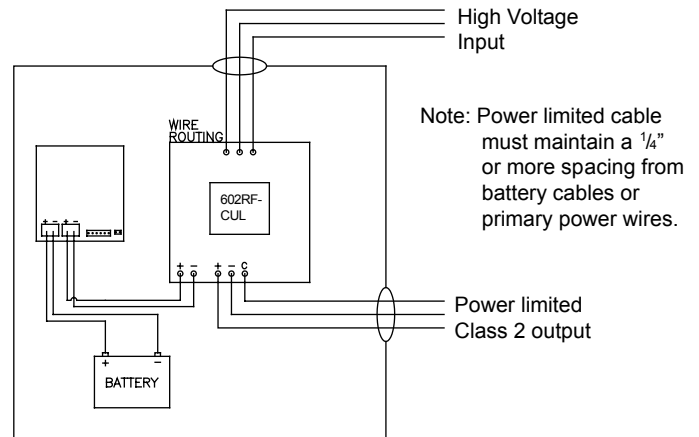 High Voltage
Input
WIRE
ROUTING
Note: Power limited cable
must maintain a ¼”
or more spacing from
battery cables or
primary power wires.
602RF-
CUL
+ - + -
+ - + - C
Power limited
Class 2 output
+ -
BATTERY